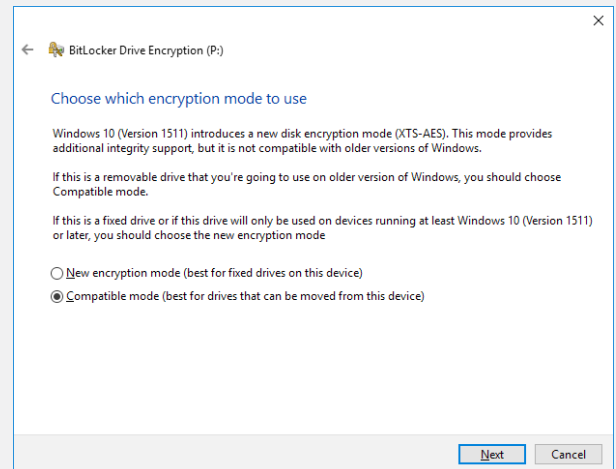 BitLocker Drive Encryption (P:)
Choose which encryption mode to use
Windows 10 (Version 1511) introduces a new disk encryption mode (XTS-AES). This mode provides
additional integrity support, but it is not compatible with older versions of Windows.
If this is a removable drive that you're going to use on older version of Windows, you should choose
Compatible mode.
If this is a fixed drive or if this drive will only be used on devices running at least Windows 10 (Version 1511)
or later, you should choose the new encryption mode
New encryption mode (best for fixed drives on this device)
Compatible mode (best for drives that can be moved from this device)
Next Cancel